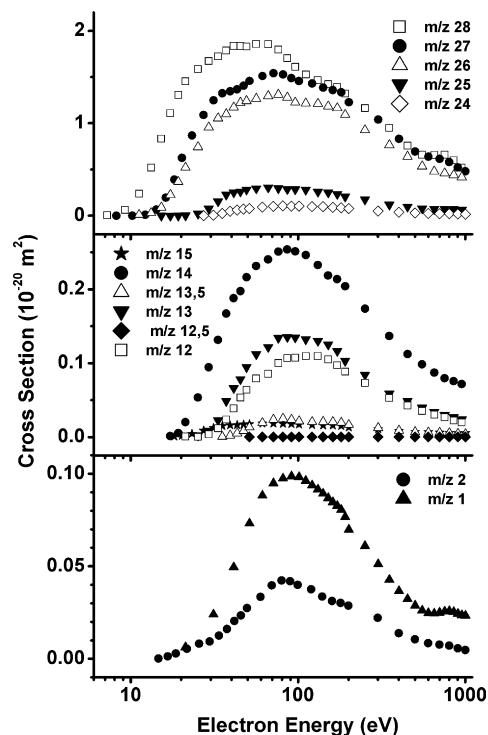 2
1
0
m/z 28
m/z 27
m/z 26
m/z 25
m/z 24
Cross Section (10⁻²⁰ m²)
0.2
0.1
0.0
m/z 15
m/z 14
m/z 13,5
m/z 13
m/z 12,5
m/z 12
0.10
0.05
0.00
m/z 2
m/z 1
10
100
1000
Electron Energy (eV)